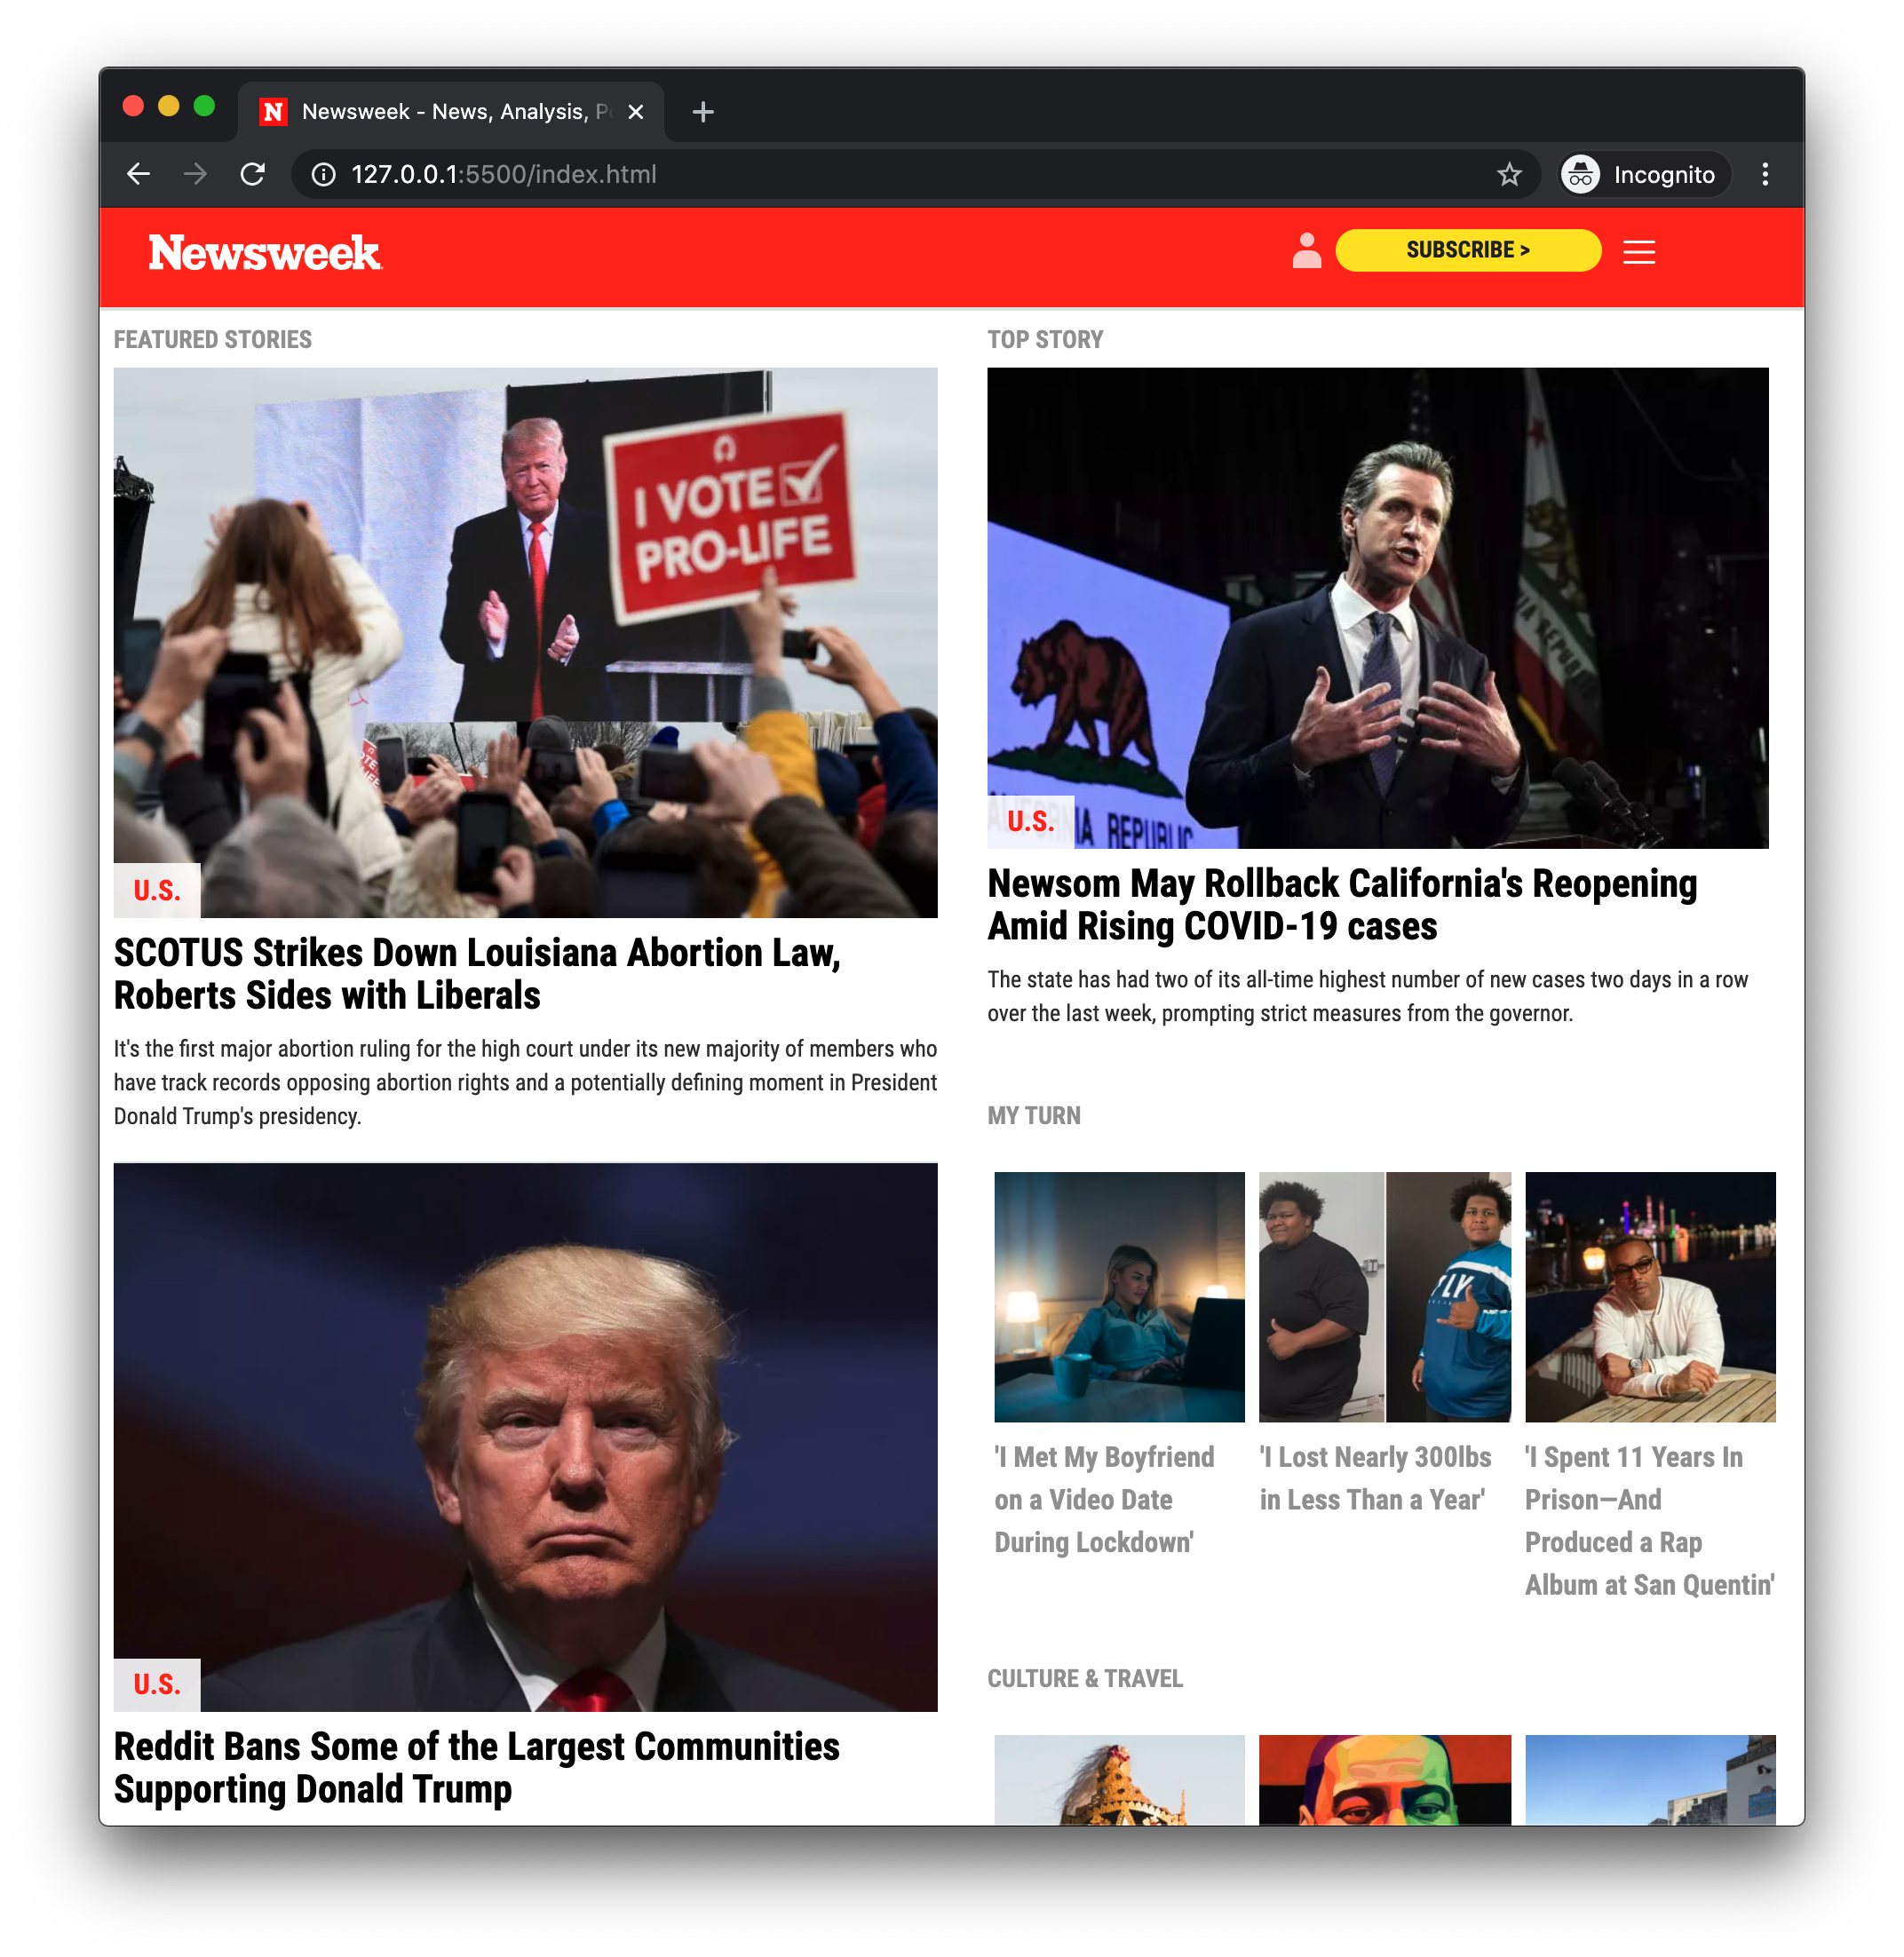 Newsweek - News, Analysis, P
127.0.0.1:5500/index.html
Incognito
Newsweek
SUBSCRIBE >
FEATURED STORIES
I VOTE
PRO-LIFE
U.S.
SCOTUS Strikes Down Louisiana Abortion Law,
Roberts Sides with Liberals
It's the first major abortion ruling for the high court under its new majority of members who
have track records opposing abortion rights and a potentially defining moment in President
Donald Trump's presidency.
U.S.
Reddit Bans Some of the Largest Communities
Supporting Donald Trump
TOP STORY
REPUBLIC
U.S.
Newsom May Rollback California's Reopening
Amid Rising COVID-19 cases
The state has had two of its all-time highest number of new cases two days in a row
over the last week, prompting strict measures from the governor.
MY TURN
'I Met My Boyfriend
on a Video Date
During Lockdown'
'I Lost Nearly 300lbs
in Less Than a Year'
'I Spent 11 Years In
Prison—And
Produced a Rap
Album at San Quentin'
CULTURE & TRAVEL